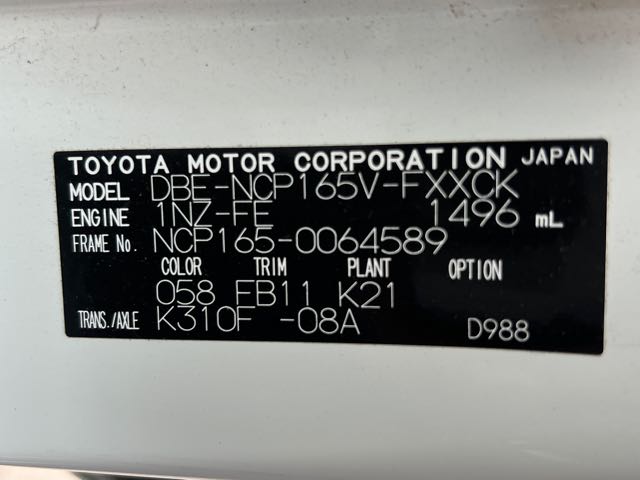 TOYOTA MOTOR CORPORATION JAPAN
MODEL DBE-NCP165V-FXXCK
ENGINE 1NZ-FE 1496 mL
FRAME No. NCP165-0064589
COLOR TRIM PLANT OPTION
058 FB11 K21
TRANS./AXLE K310F -08A D988